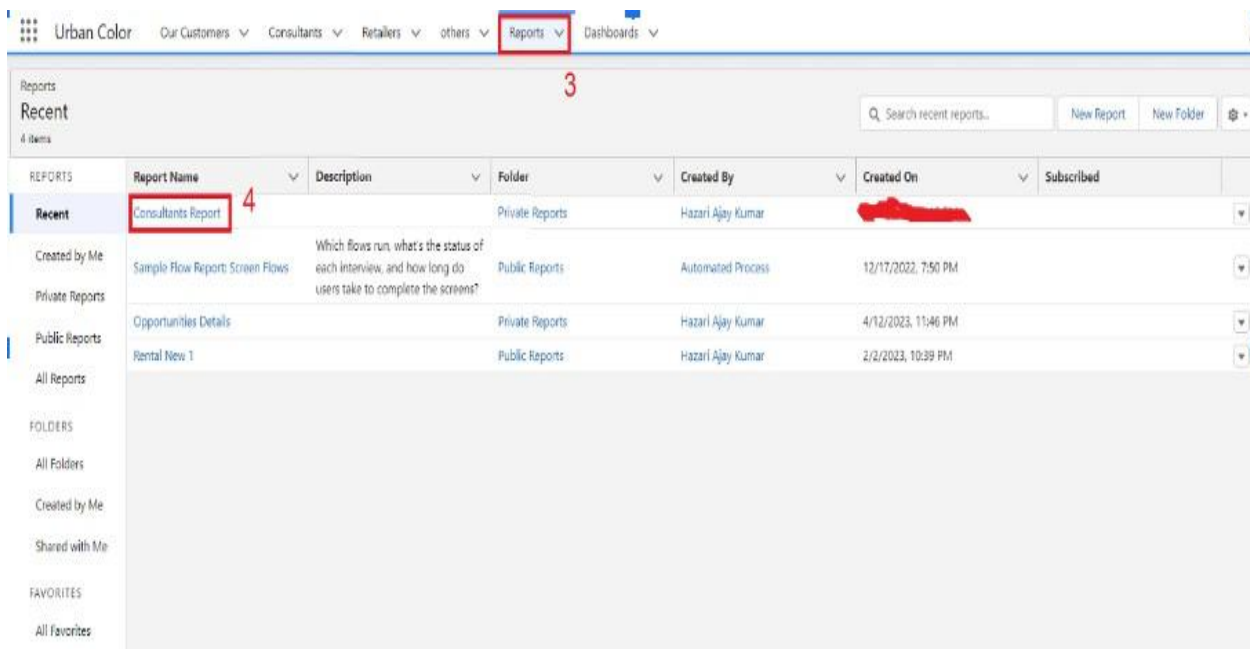 Urban Color Our Customers Consultants Retailers others Reports Dashboards
3
Reports
Recent
4 items
Search recent reports...
New Report
New Folder
REPORTS
Recent
Created by Me
Private Reports
Public Reports
All Reports
FOLDERS
All Folders
Created by Me
Shared with Me
FAVORITES
All Favorites
Report Name Description Folder Created By Created On Subscribed
Consultants Report 4 Private Reports Hazari Ajay Kumar
Which flows run, what's the status of
Sample Flow Report: Screen Flows each interview, and how long do Public Reports Automated Process 12/17/2022, 7:50 PM
users take to complete the screens?
Opportunities Details Private Reports Hazari Ajay Kumar 4/12/2023, 11:46 PM
Rental New 1 Public Reports Hazari Ajay Kumar 2/2/2023, 10:39 PM